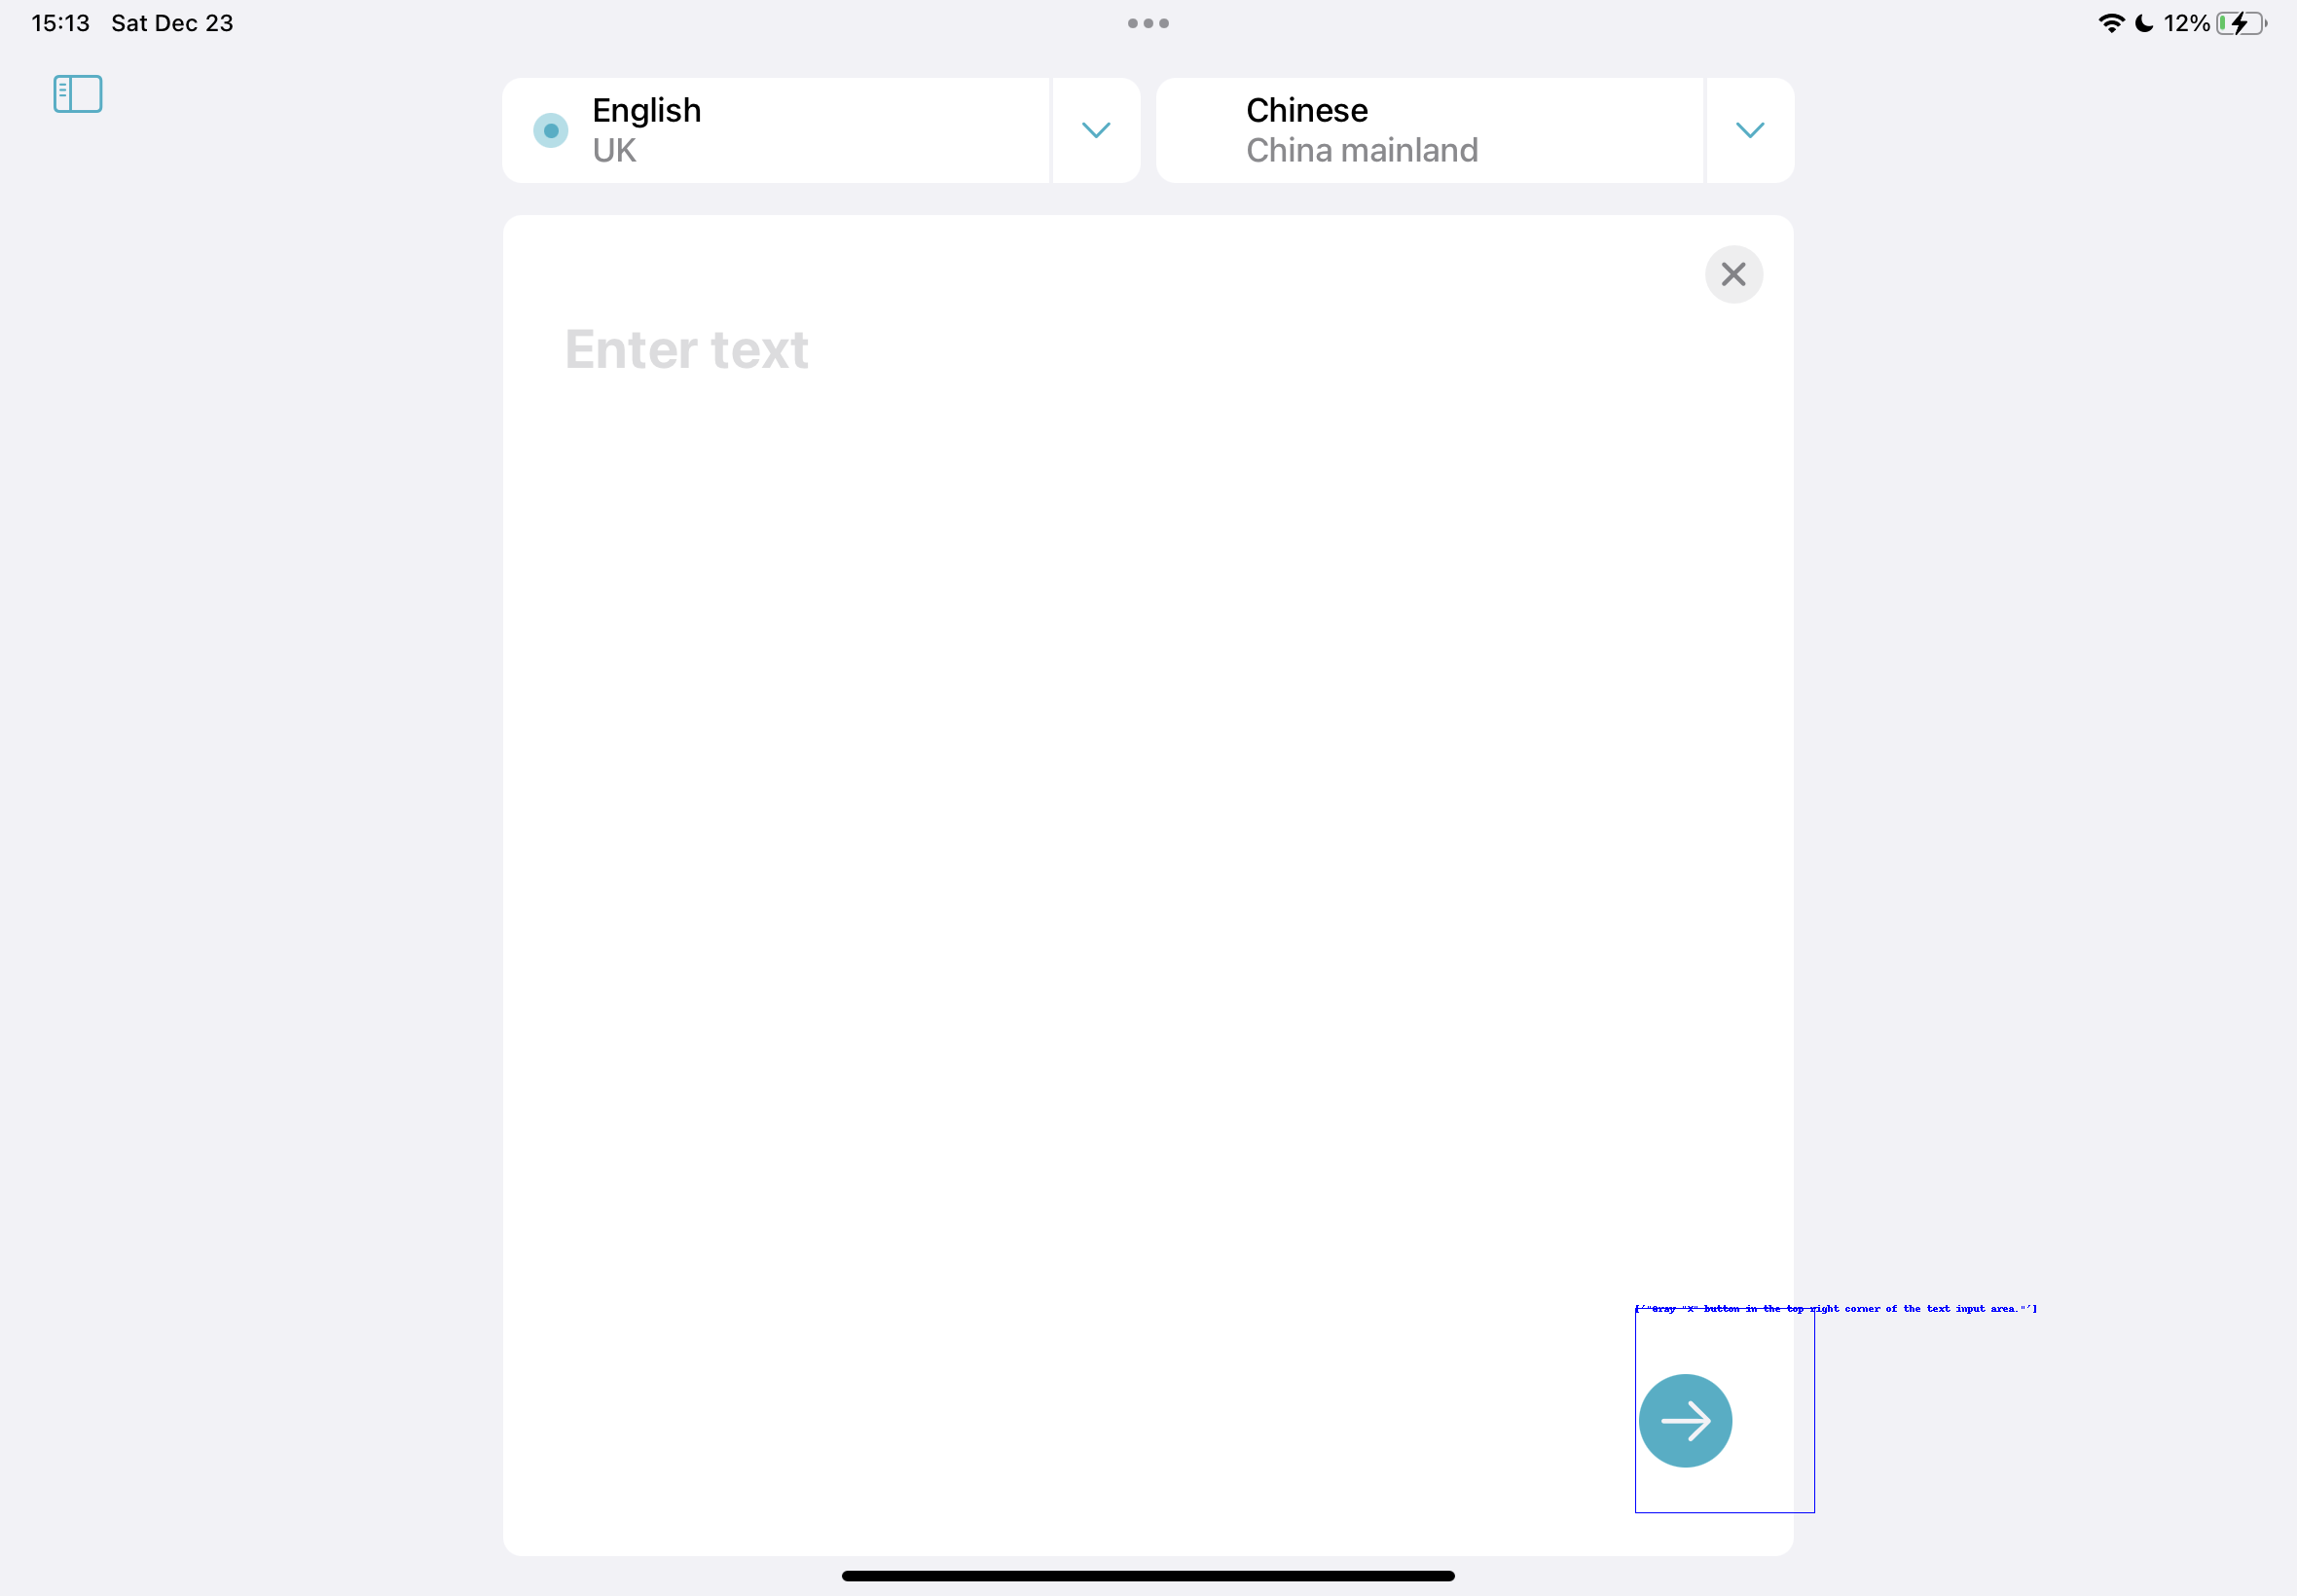 15:13 Sat Dec 23
12%
English
UK
Chinese
China mainland
Enter text
['"Gray "X" button in the top right corner of the text input area."']